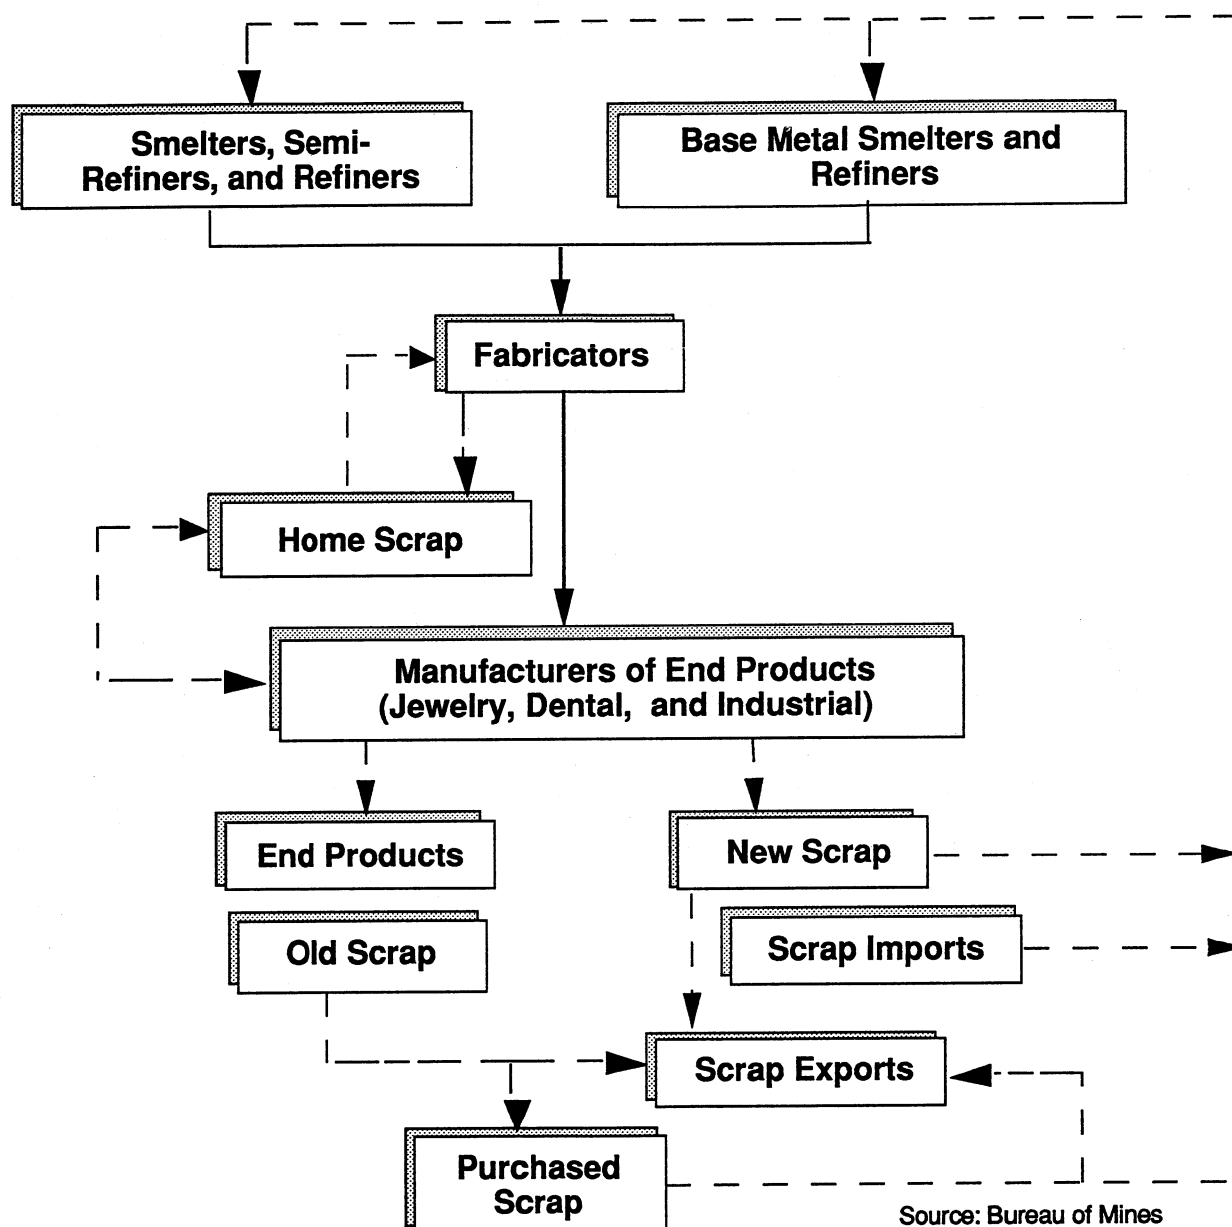 Smelters, Semi-
Refiners, and Refiners
Base Metal Smelters and
Refiners
Fabricators
Home Scrap
Manufacturers of End Products
(Jewelry, Dental, and Industrial)
End Products
New Scrap
Old Scrap
Scrap Imports
Scrap Exports
Purchased
Scrap
Source: Bureau of Mines